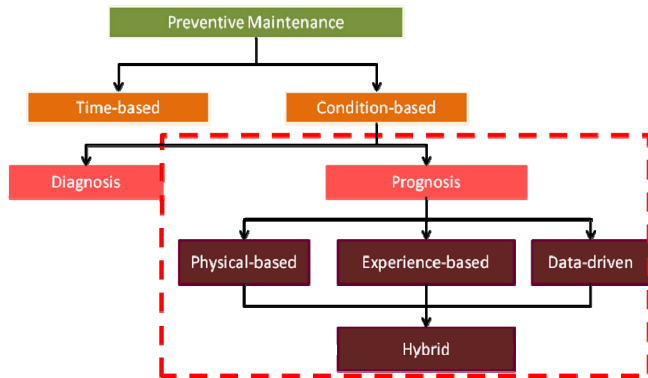 Preventive Maintenance
Time-based
Condition-based
Diagnosis
Prognosis
Physical-based
Experience-based
Data-driven
Hybrid